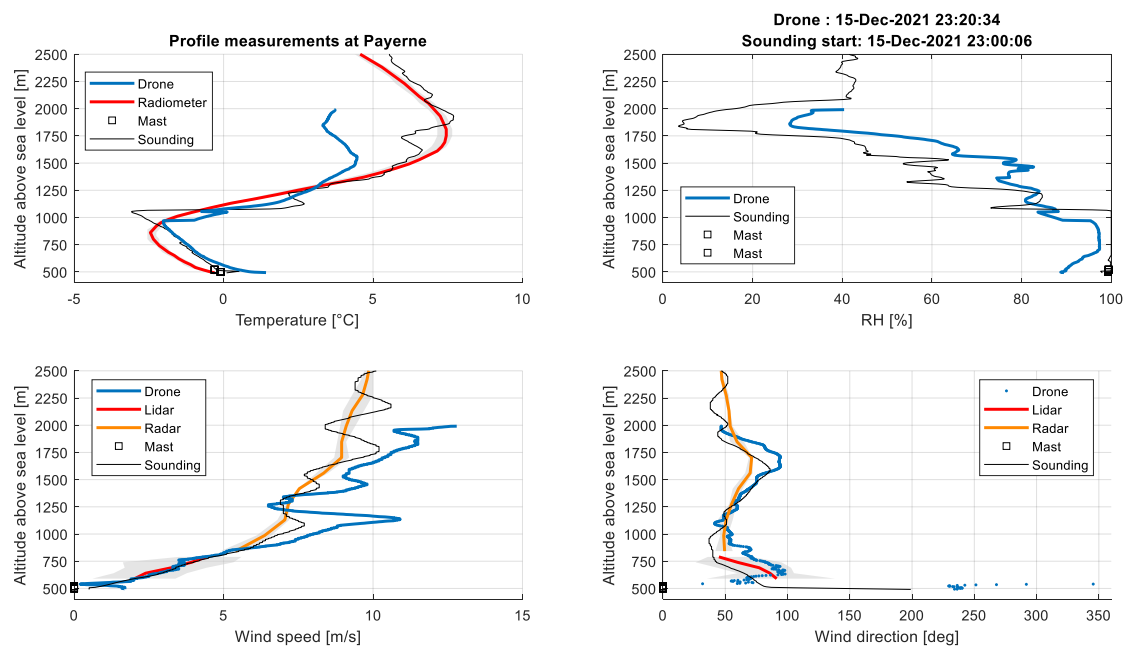 Profile measurements at Payerne
2500
2250
2000
1750
1500
1250
1000
750
500
Altitude above sea level [m]
Drone
Radiometer
Mast
Sounding
-5
0
5
10
Temperature [°C]
Drone : 15-Dec-2021 23:20:34
Sounding start: 15-Dec-2021 23:00:06
2500
2250
2000
1750
1500
1250
1000
750
500
Altitude above sea level [m]
Drone
Sounding
Mast
Mast
0
20
40
60
80
100
RH [%]
2500
2250
2000
1750
1500
1250
1000
750
500
Altitude above sea level [m]
Drone
Lidar
Radar
Mast
Sounding
0
5
10
15
Wind speed [m/s]
2500
2250
2000
1750
1500
1250
1000
750
500
Altitude above sea level [m]
Drone
Lidar
Radar
Mast
Sounding
0
50
100
150
200
250
300
350
Wind direction [deg]